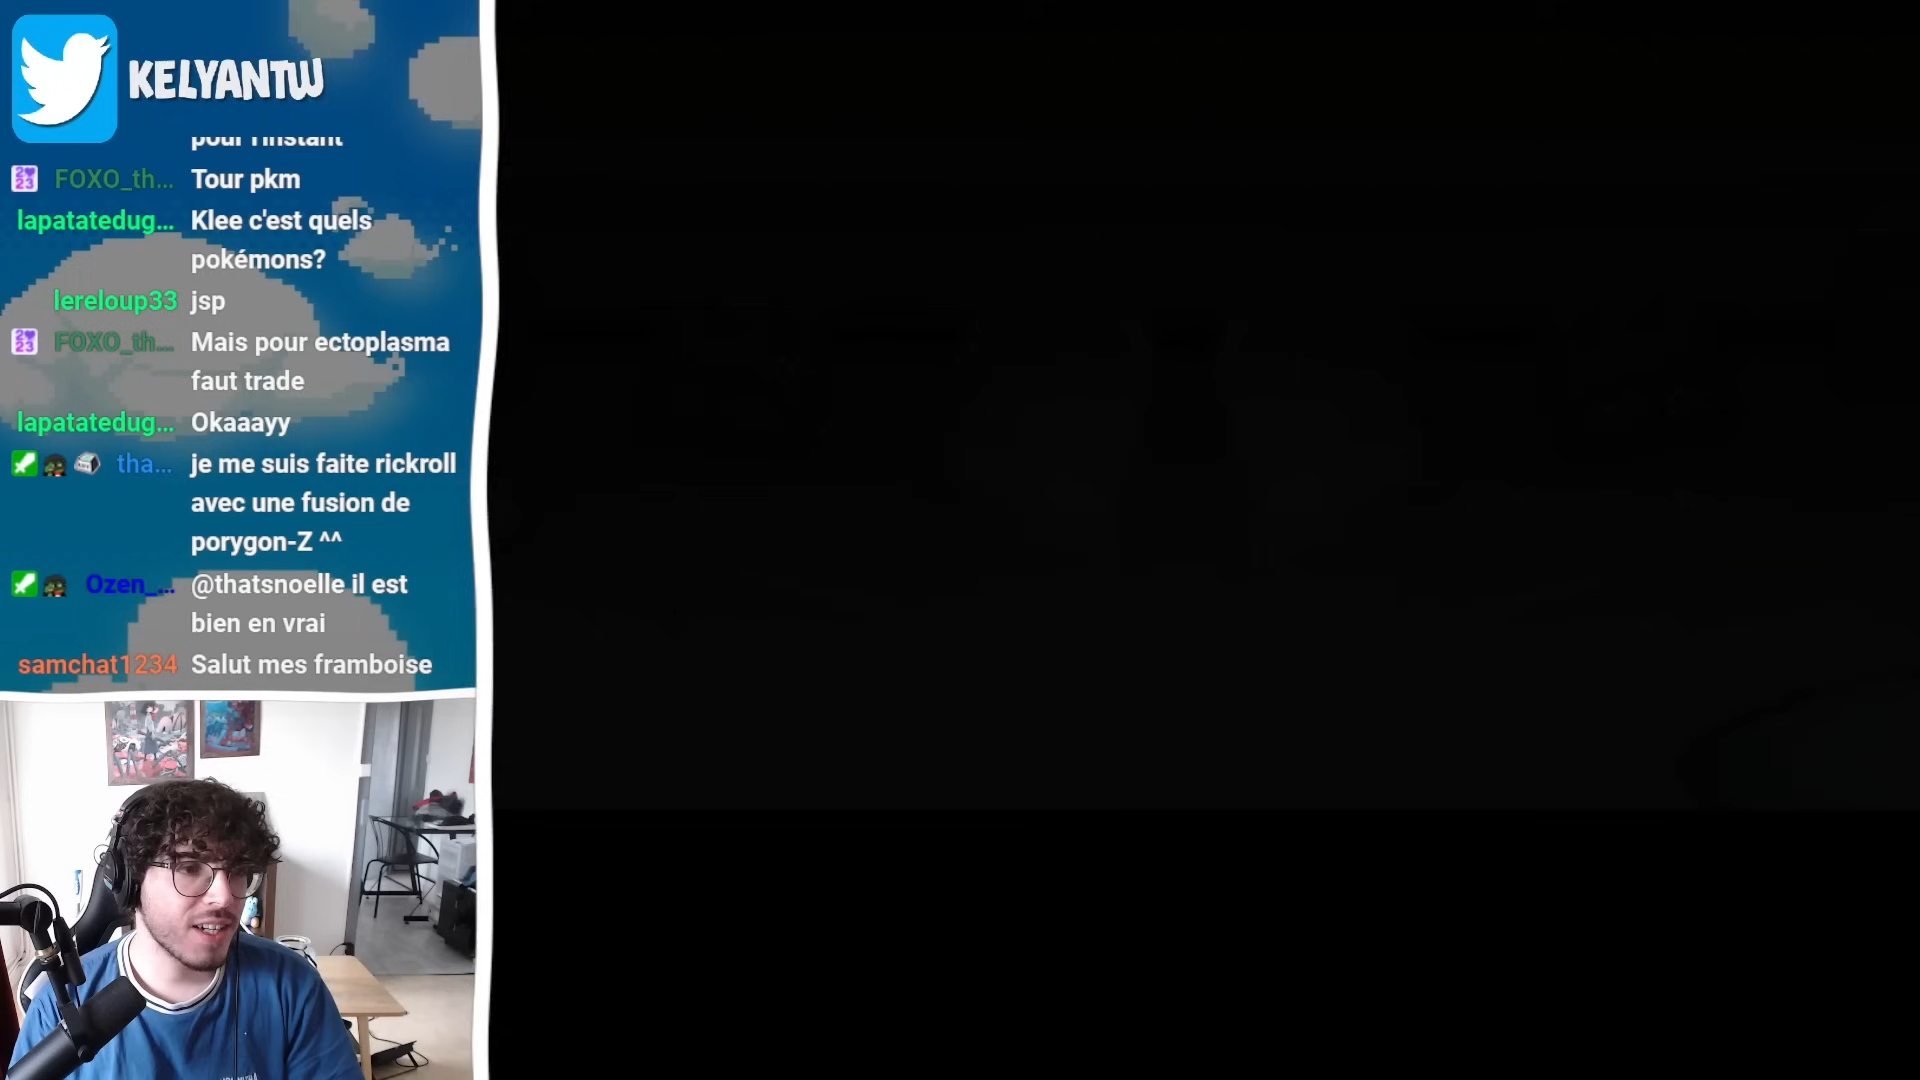 KELYANTW
pour l'instant
FOXO_th... Tour pkm
lapatatedug... Klee c'est quels
pokémons?
lereloup33 jsp
FOXO_th... Mais pour ectoplasma
faut trade
lapatatedug... Okaaayy
tha... je me suis faite rickroll
avec une fusion de
porygon-Z ^^
Ozen_... @thatsnoelle il est
bien en vrai
samchat1234 Salut mes framboise